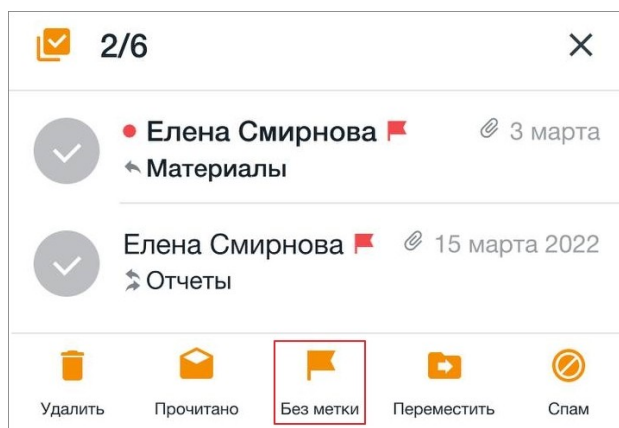 2/6
Елена Смирнова 3 марта
Материалы
Елена Смирнова 15 марта 2022
Отчеты
Удалить Прочитано Без метки Переместить Спам